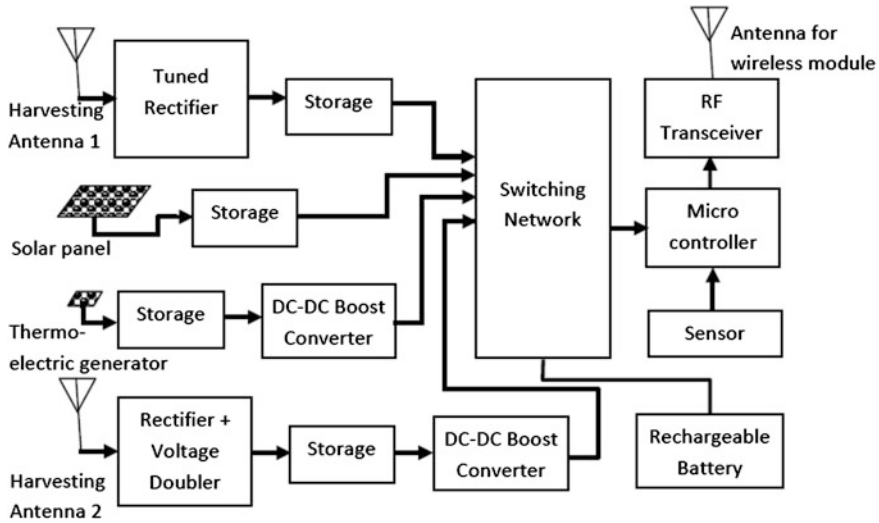 Antenna for
wireless module
Tuned
Rectifier
Storage
RF
Transceiver
Harvesting
Antenna 1
Switching
Network
Storage
Micro
controller
Solar panel
Storage
DC-DC Boost
Converter
Sensor
Thermo-
electric generator
Rectifier +
Voltage
Doubler
Storage
DC-DC Boost
Converter
Rechargeable
Battery
Harvesting
Antenna 2